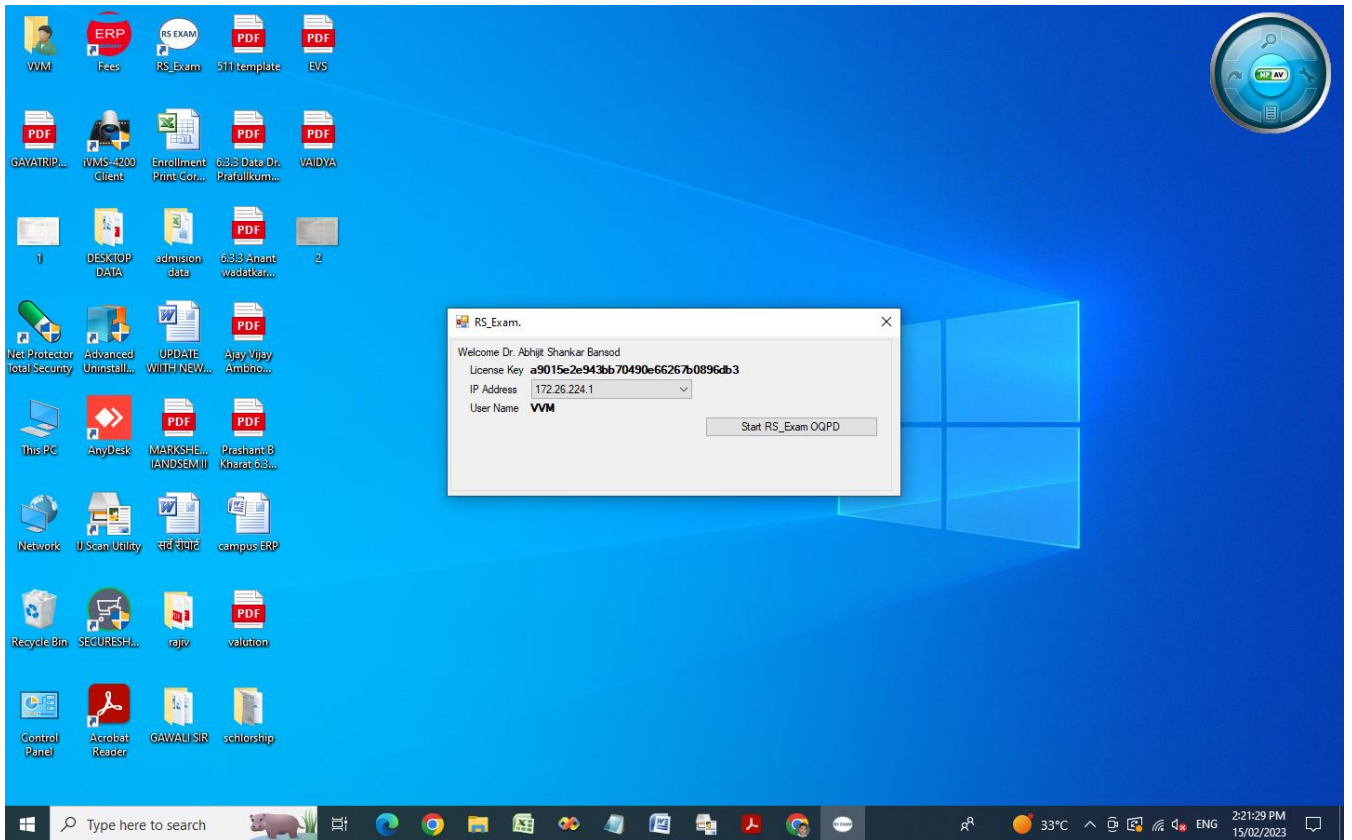 ERP
RS EXAM
PDF
PDF
VVM
Fees
RS_Exam
511 template
EVS
PDF
PDF
PDF
GAYATRIP...
iVMS-4200
Client
Enrollment
Print Cor...
6.3.3 Data Dr.
Prafullkum...
VAIDYA
PDF
1
DESKTOP
DATA
admision
data
6.3.3 Anant
wadatkar...
2
PDF
Net Protector
Total Security
Advanced
Uninstall...
UPDATE
WIITH NEW...
Ajay Vijay
Ambho...
PDF
PDF
This PC
AnyDesk
MARKSHE...
IANDSEM II
Prashant B
Kharat 6.3...
Network
IJ Scan Utility
सर्वे रीपोर्ट
campus ERP
PDF
Recycle Bin
SECURESH...
rajiv
valution
Control
Panel
Acrobat
Reader
GAWALI SIR
schlorship
NP AV
RS_Exam.
Welcome Dr. Abhijit Shankar Bansod
License Key a9015e2e943bb70490e66267b0896db3
IP Address 172.26.224.1
User Name VVM
Start RS_Exam OQPD
Type here to search
33°C
ENG
2:21:29 PM
15/02/2023